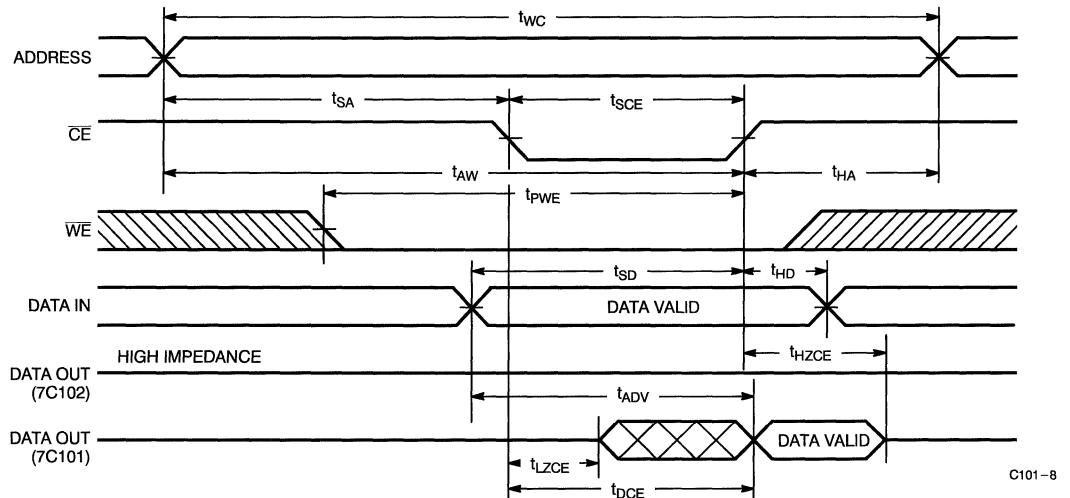 tWC
ADDRESS
tSA
tSCE
CE
tAW
tHA
tPWE
WE
tSD
tHD
DATA IN
DATA VALID
HIGH IMPEDANCE
tHZCE
DATA OUT
(7C102)
tADV
DATA OUT
(7C101)
DATA VALID
tLZCE
C101-8
tDCE